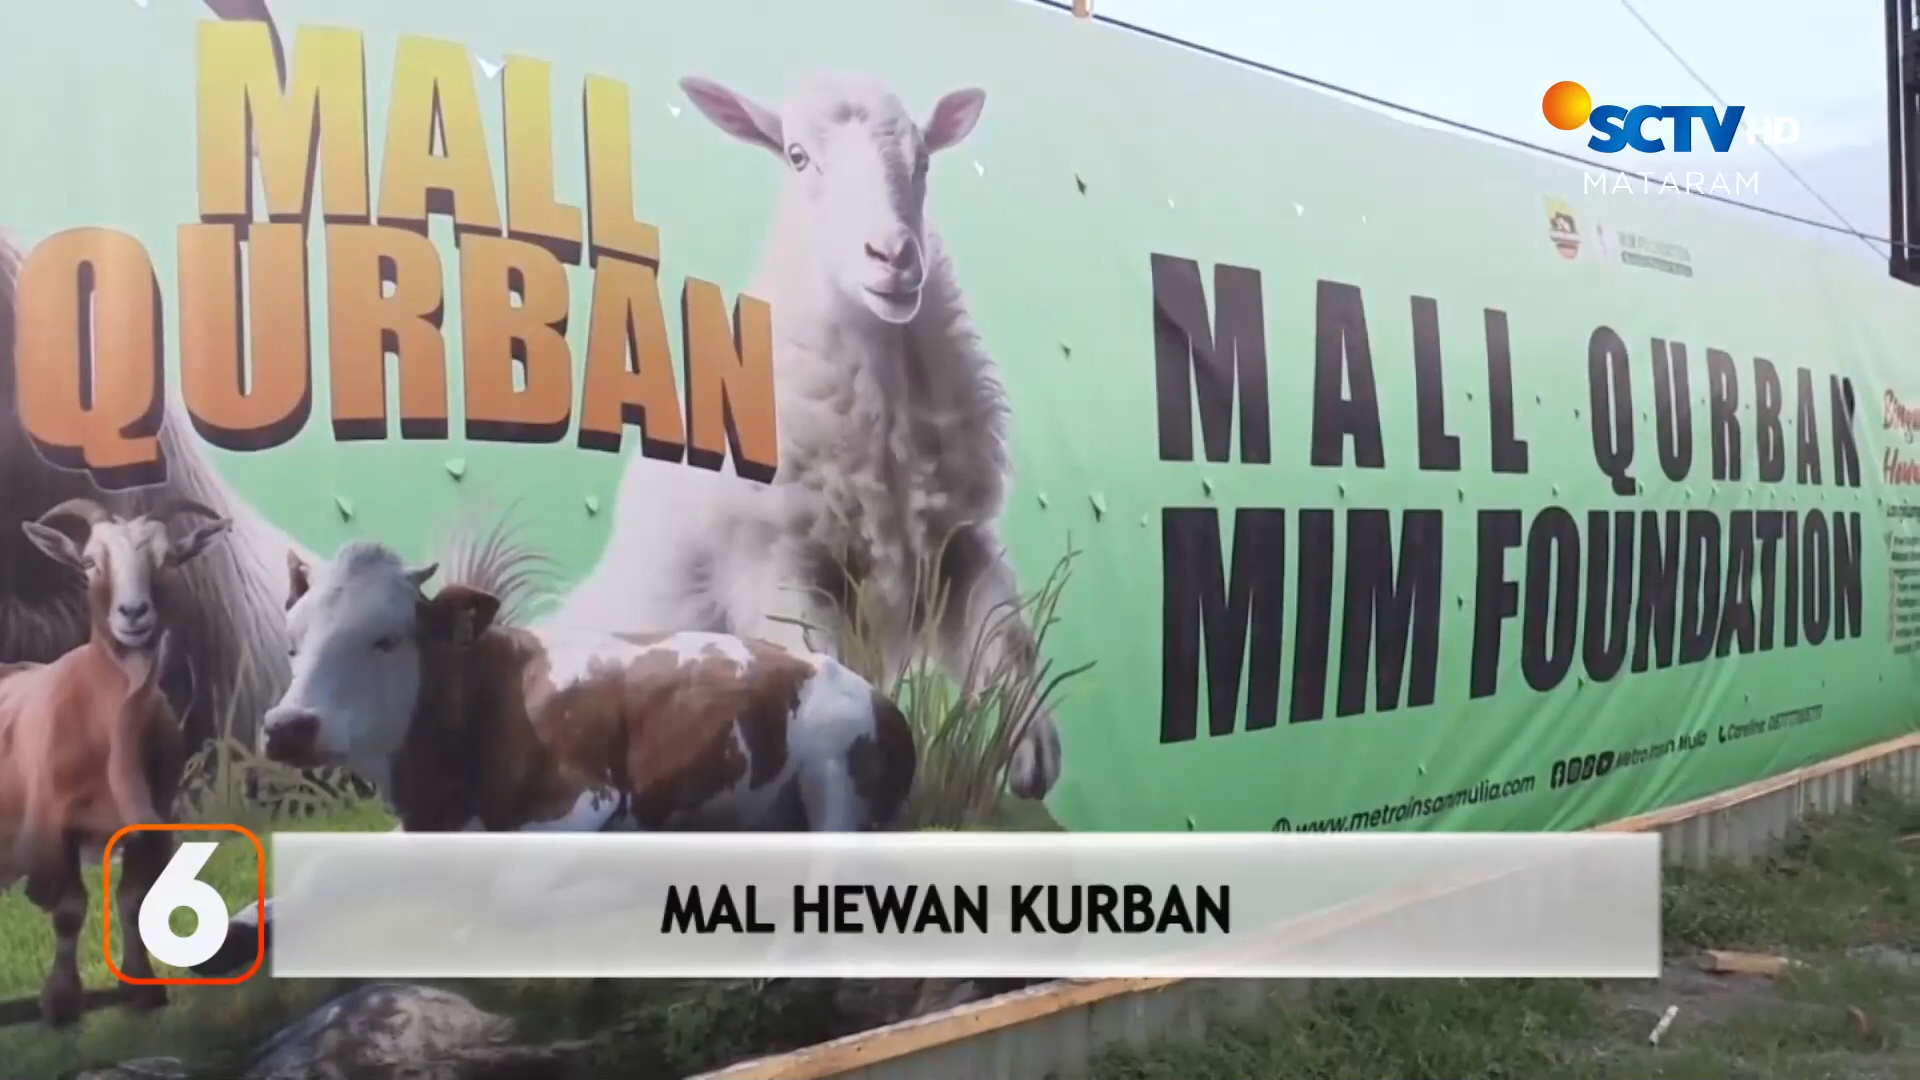 MALL
QURBAN
SCTV HD
MATARAM
MALL QURBAN
MIM FOUNDATION
www.metroinsanmulia.com
Metro Insan Mulia
Careline
6
MAL HEWAN KURBAN